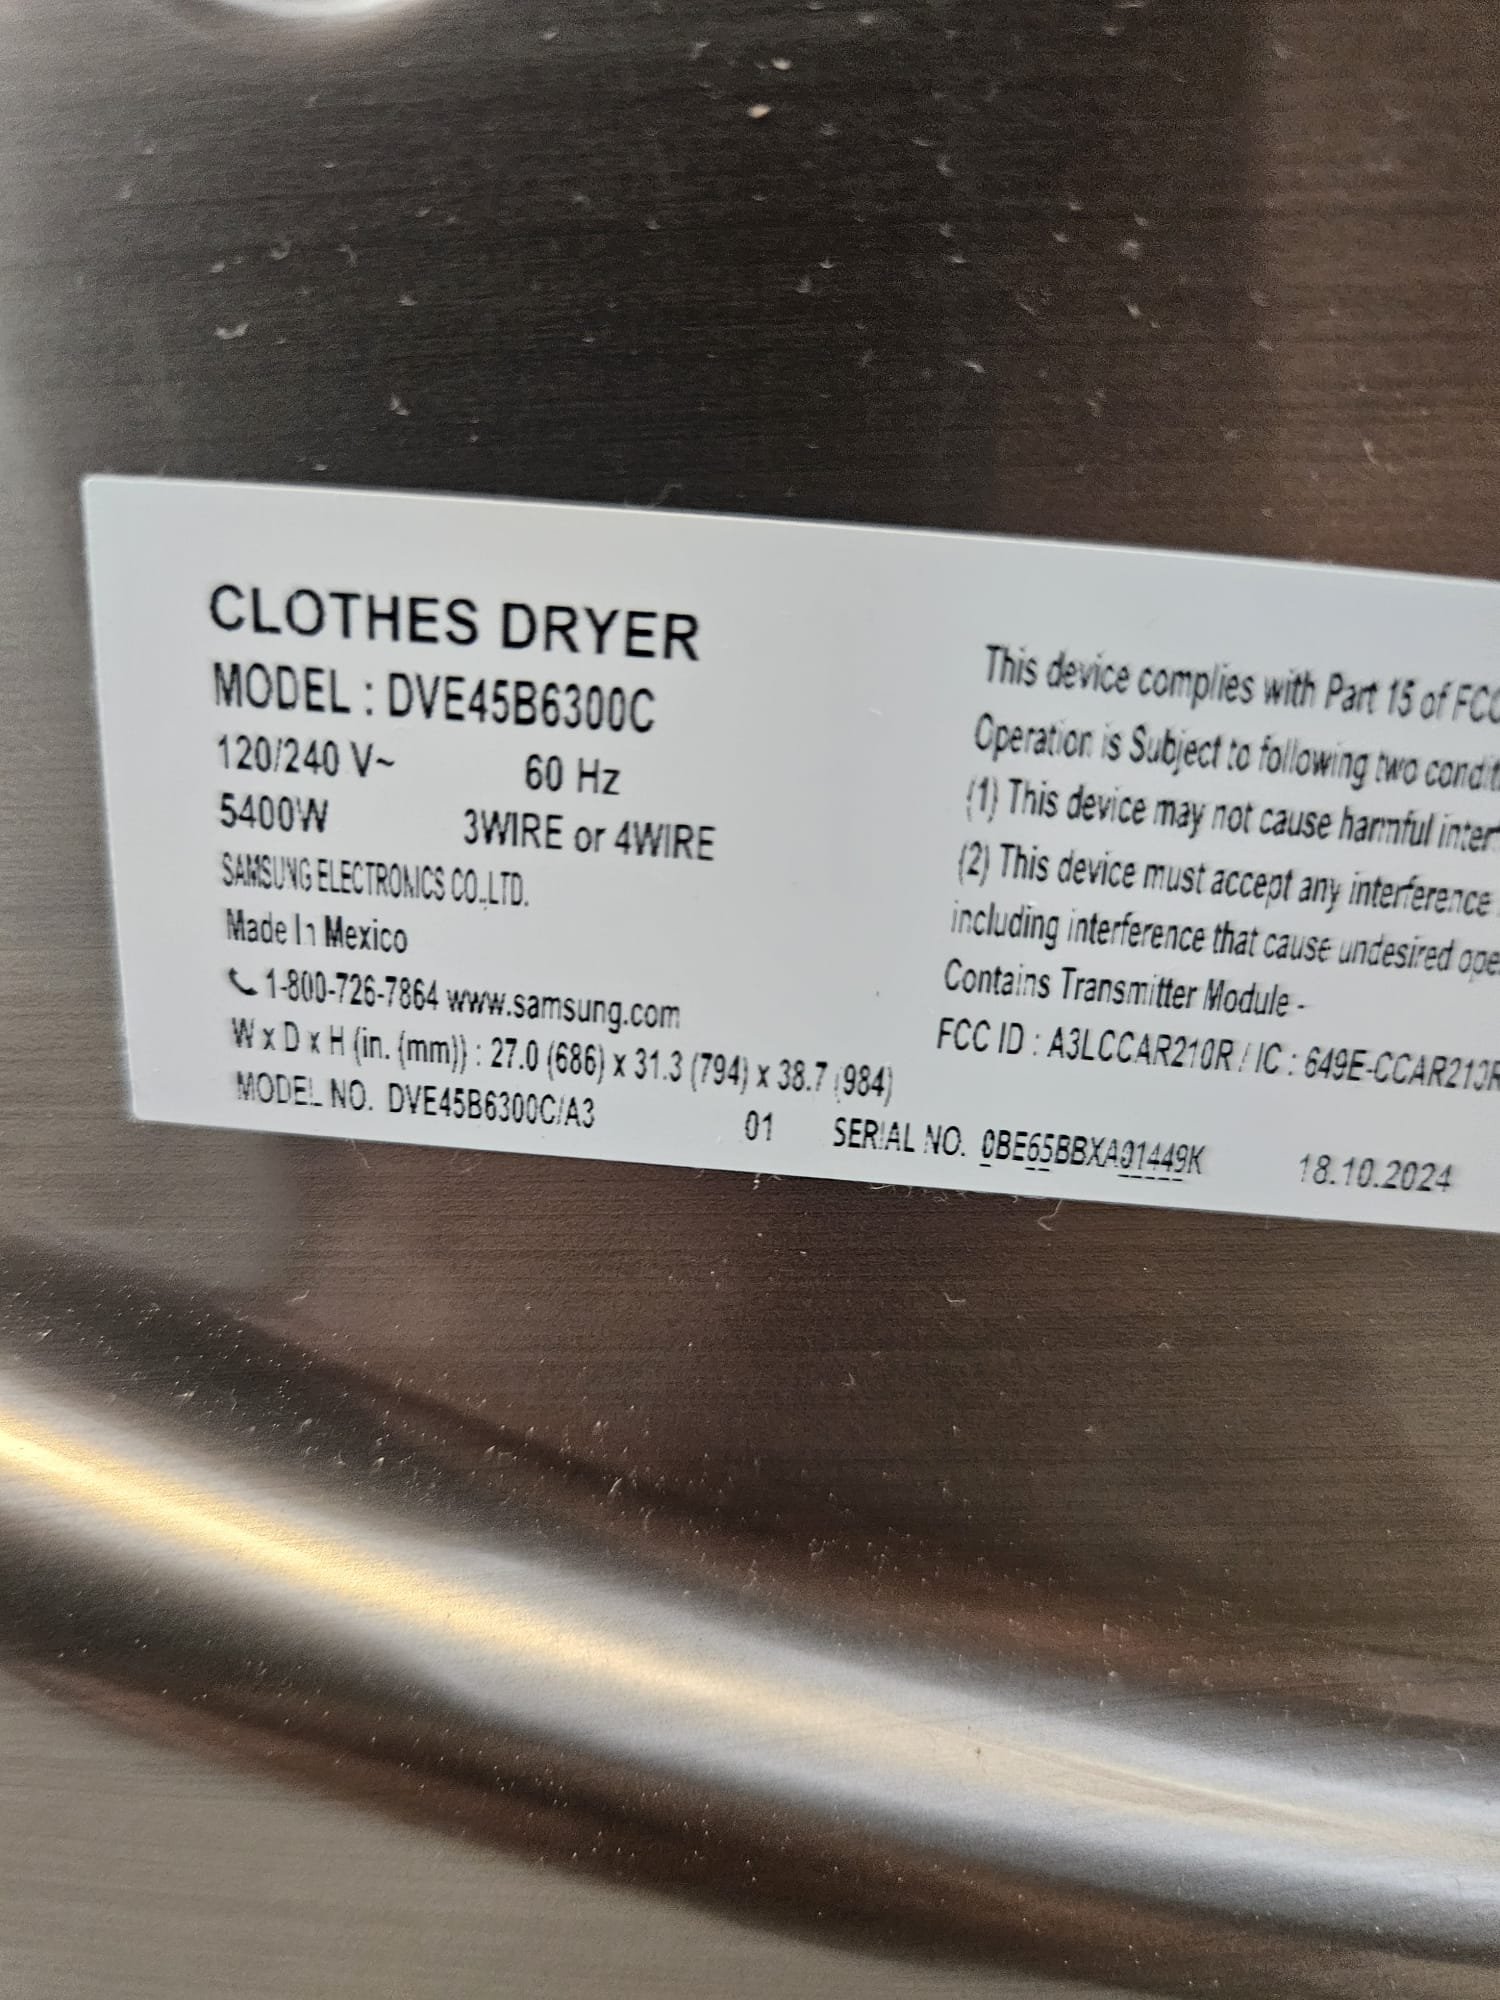 CLOTHES DRYER
MODEL : DVE45B6300C
120/240 V~ 60 Hz
5400W 3WIRE or 4WIRE
SAMSUNG ELECTRONICS CO.,LTD.
Made In Mexico
1-800-726-7864 www.samsung.com
W x D x H (in. (mm)) : 27.0 (686) x 31.3 (794) x 38.7 (984)
MODEL NO. DVE45B6300C/A3 01 SERIAL NO. 0BE65BBXA01449K 18.10.2024
This device complies with Part 15 of FCC
Operation is Subject to following two
(1) This device may not cause harmful
(2) This device must accept any interference
including interference that cause undesired
Contains Transmitter Module -
FCC ID : A3LCCAR210R / IC : 649E-CCAR210R